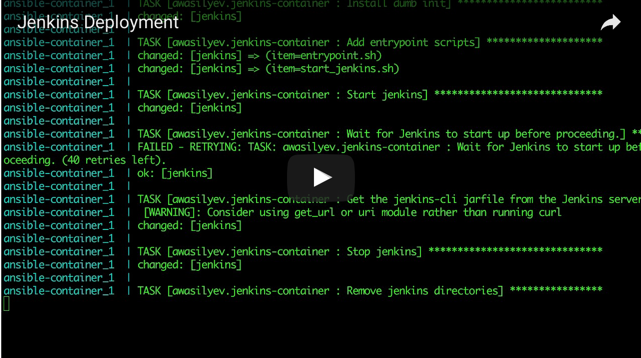 ansible-container_1 | TASK [awasilyev.jenkins-container : Install dumb init] ********************
Jenkins Deployment
ansible-container_1 | changed: [jenkins]
ansible-container_1 |
ansible-container_1 | TASK [awasilyev.jenkins-container : Add entrypoint scripts] ********************
ansible-container_1 | changed: [jenkins] => (item=entrypoint.sh)
ansible-container_1 | changed: [jenkins] => (item=start_jenkins.sh)
ansible-container_1 |
ansible-container_1 | TASK [awasilyev.jenkins-container : Start jenkins] *****************************
ansible-container_1 | changed: [jenkins]
ansible-container_1 |
ansible-container_1 | TASK [awasilyev.jenkins-container : Wait for Jenkins to start up before proceeding.] **
ansible-container_1 | FAILED - RETRYING: TASK: awasilyev.jenkins-container : Wait for Jenkins to start up bef
oceeding. (40 retries left).
ansible-container_1 | ok: [jenkins]
ansible-container_1 |
ansible-container_1 | TASK [awasilyev.jenkins-container : Get the jenkins-cli jarfile from the Jenkins server
ansible-container_1 | [WARNING]: Consider using get_url or uri module rather than running curl
ansible-container_1 | changed: [jenkins]
ansible-container_1 |
ansible-container_1 | TASK [awasilyev.jenkins-container : Stop jenkins] ******************************
ansible-container_1 | changed: [jenkins]
ansible-container_1 |
ansible-container_1 | TASK [awasilyev.jenkins-container : Remove jenkins directories] ****************